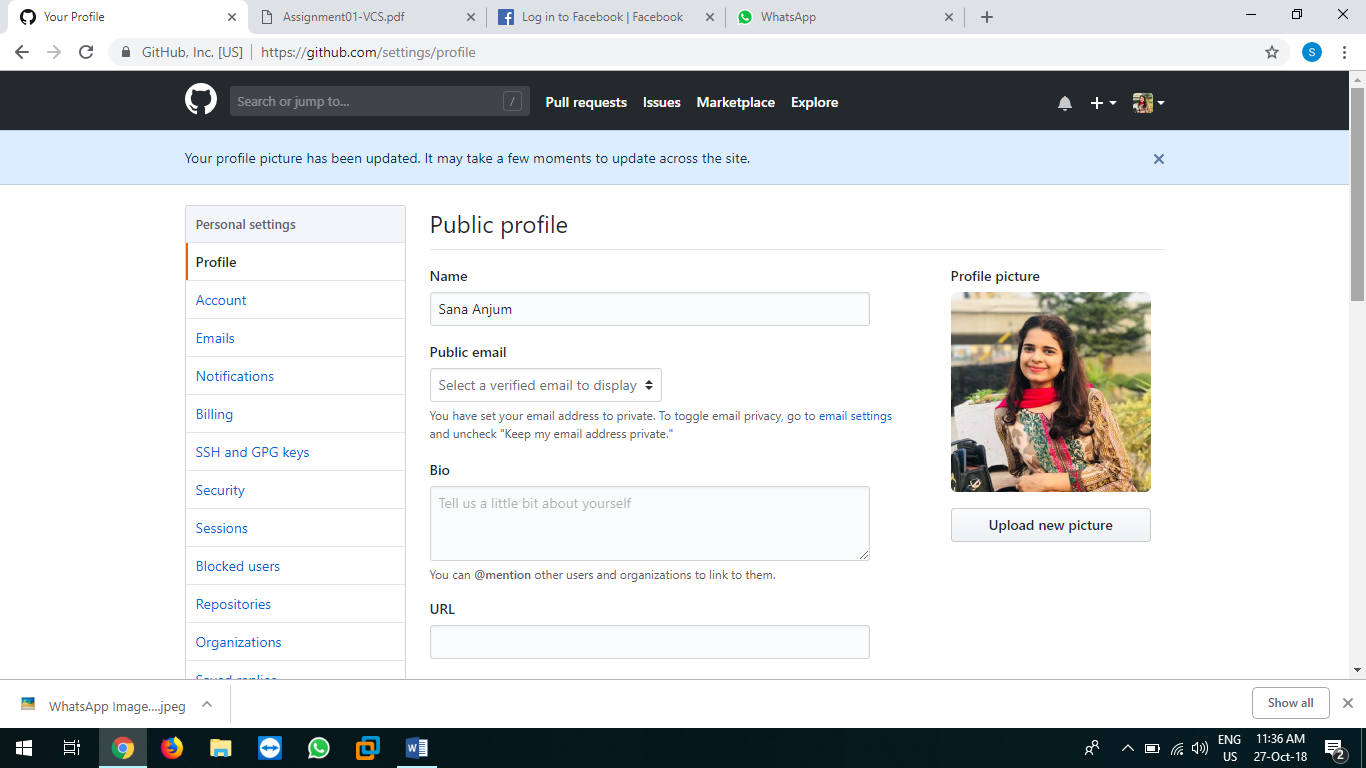 Your Profile
Assignment01-VCS.pdf
Log in to Facebook | Facebook
WhatsApp
GitHub, Inc. [US]
https://github.com/settings/profile
S
Search or jump to...
/
Pull requests
Issues
Marketplace
Explore
Your profile picture has been updated. It may take a few moments to update across the site.
Personal settings
Profile
Account
Emails
Notifications
Billing
SSH and GPG keys
Security
Sessions
Blocked users
Repositories
Organizations
Saved replies
Public profile
Name
Sana Anjum
Public email
Select a verified email to display
You have set your email address to private. To toggle email privacy, go to email settings
and uncheck "Keep my email address private."
Bio
Tell us a little bit about yourself
You can @mention other users and organizations to link to them.
URL
Profile picture
Upload new picture
WhatsApp Image....jpeg
Show all
ENG
US
11:36 AM
27-Oct-18
2